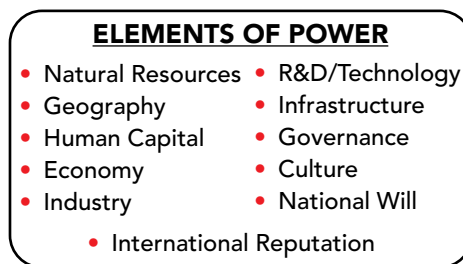 ELEMENTS OF POWER
• Natural Resources
• Geography
• Human Capital
• Economy
• Industry
• R&D/Technology
• Infrastructure
• Governance
• Culture
• National Will
• International Reputation